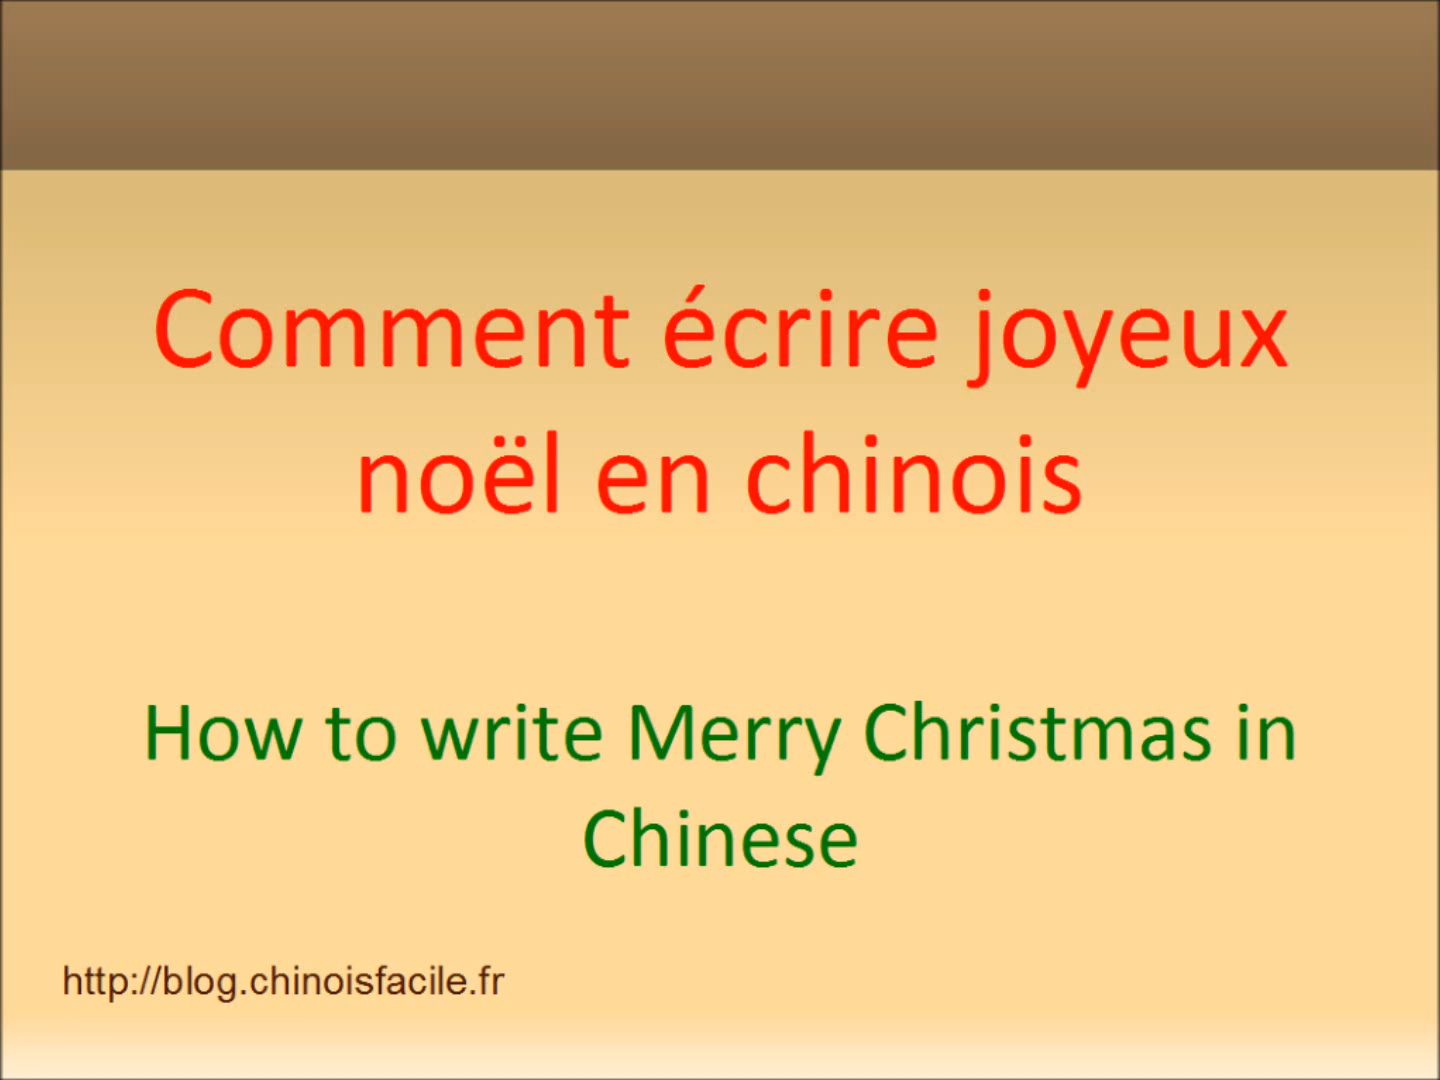 Comment écrire joyeux
noël en chinois
How to write Merry Christmas in
Chinese
http://blog.chinoisfacile.fr